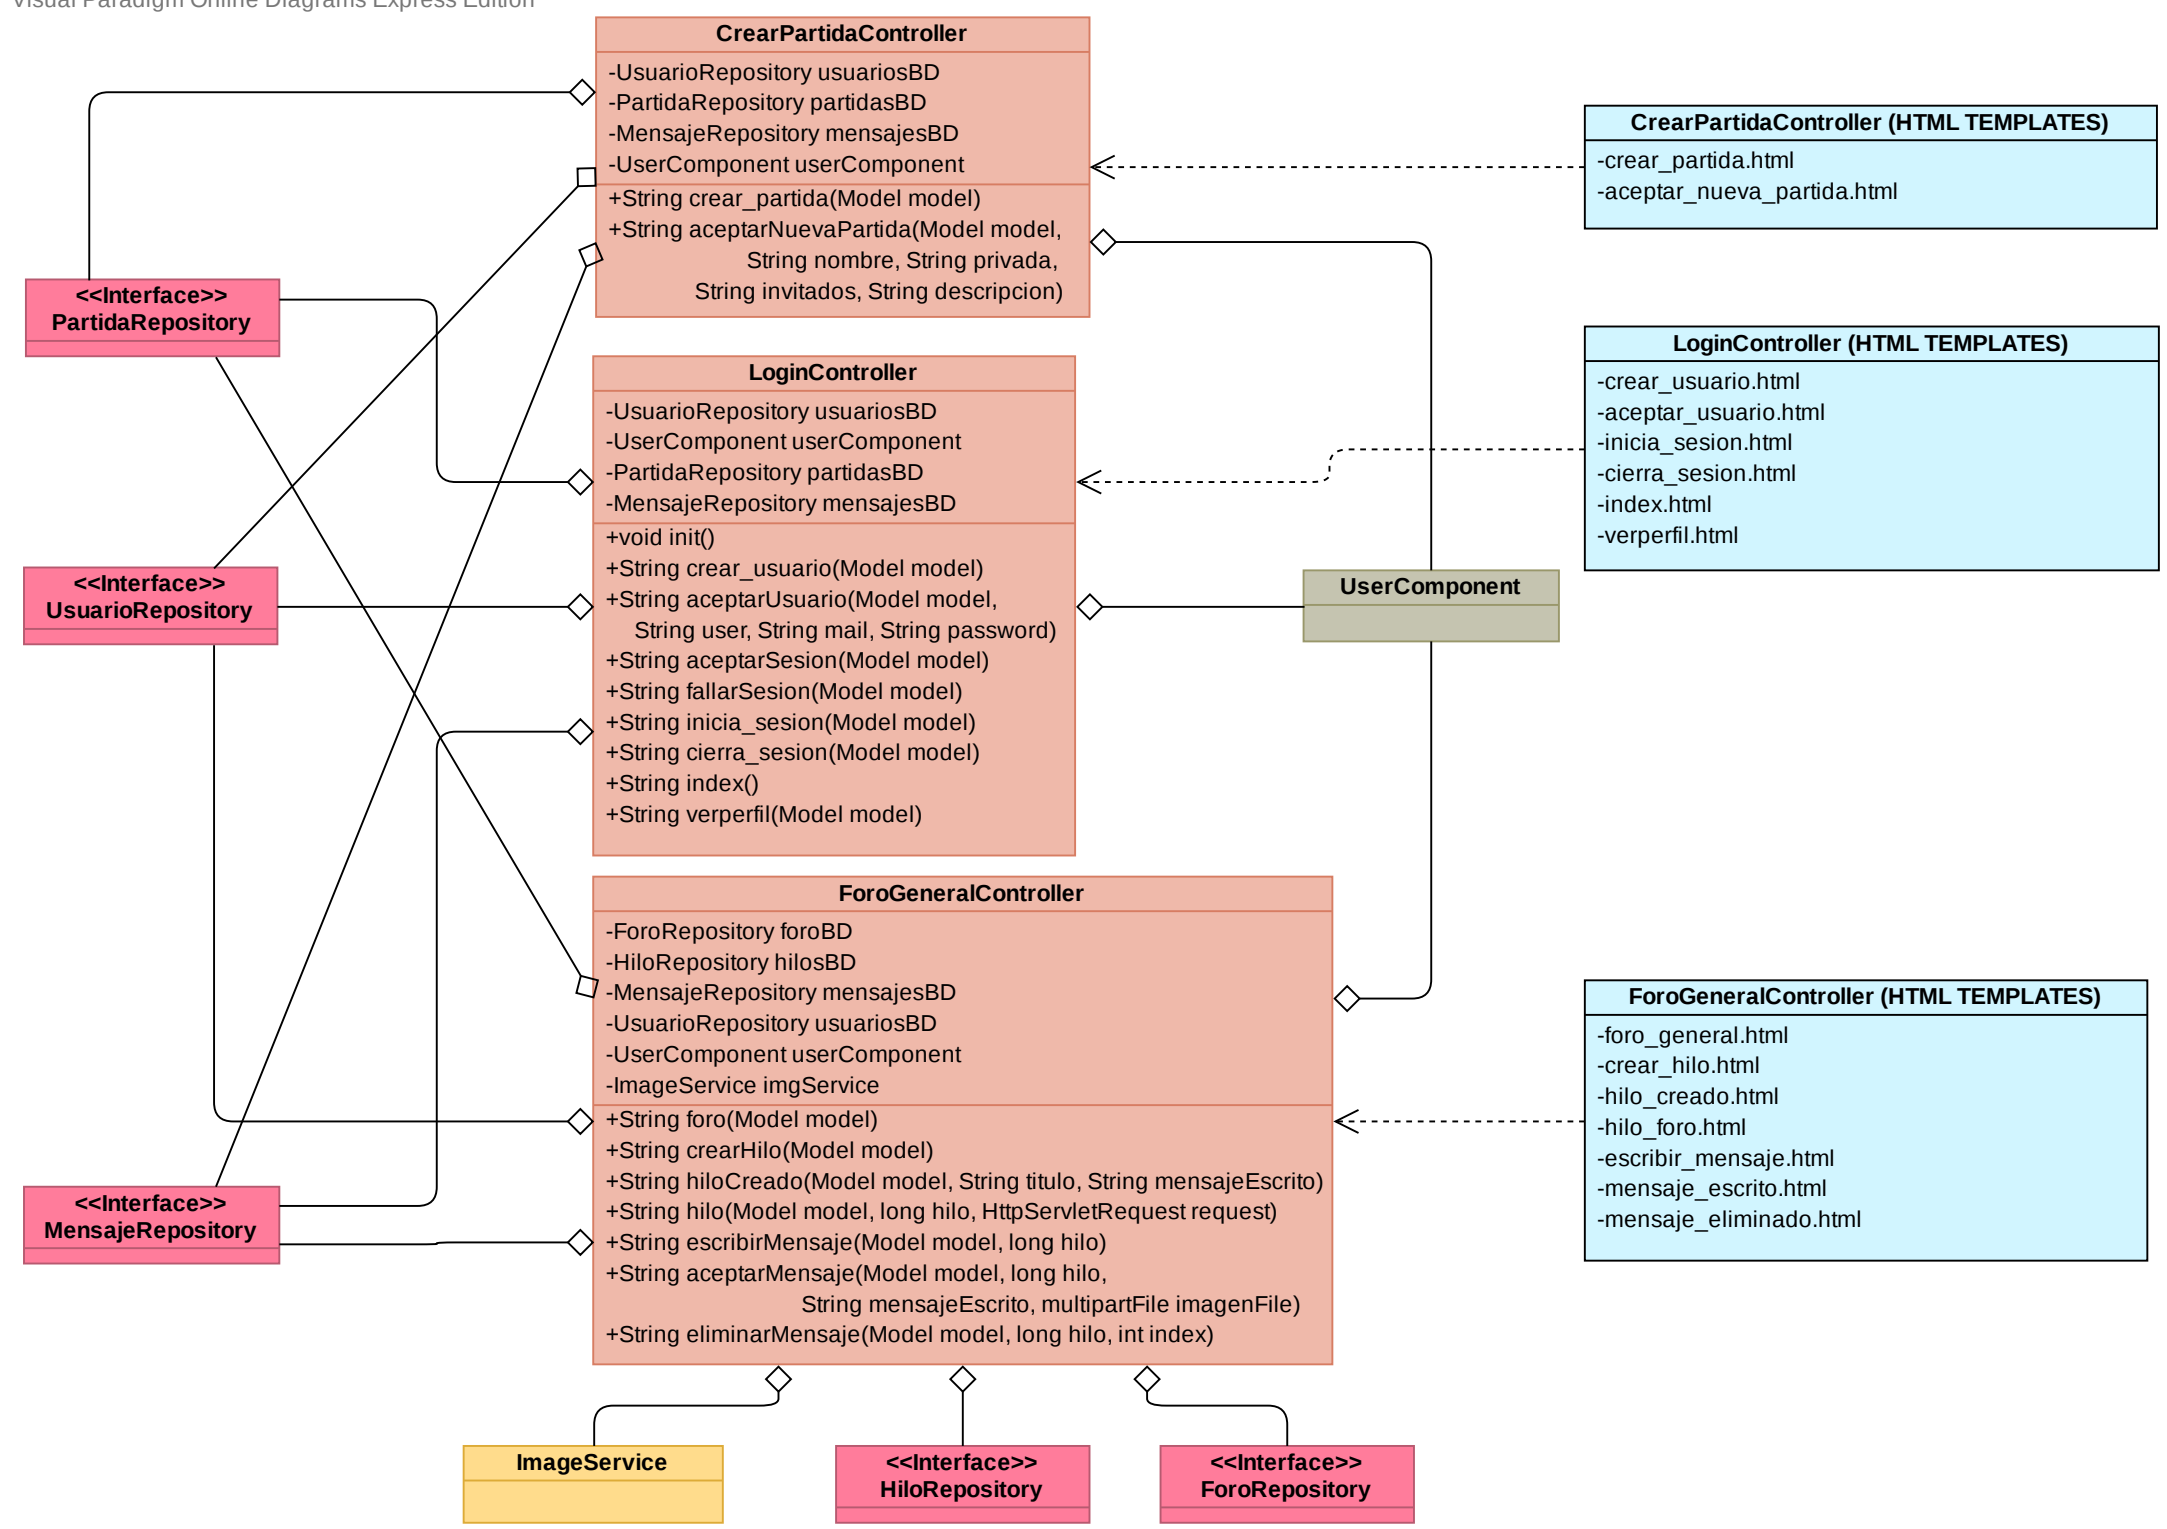 Visual Paradigm Online Diagrams Express Edition
CrearPartidaController
-UsuarioRepository usuariosBD
-PartidaRepository partidasBD
-MensajeRepository mensajesBD
-UserComponent userComponent
+String crear_partida(Model model)
+String aceptarNuevaPartida(Model model,
String nombre, String privada,
String invitados, String descripcion)
CrearPartidaController (HTML TEMPLATES)
-crear_partida.html
-aceptar_nueva_partida.html
<<Interface>>
PartidaRepository
LoginController
-UsuarioRepository usuariosBD
-UserComponent userComponent
-PartidaRepository partidasBD
-MensajeRepository mensajesBD
+void init()
+String crear_usuario(Model model)
+String aceptarUsuario(Model model,
String user, String mail, String password)
+String aceptarSesion(Model model)
+String fallarSesion(Model model)
+String inicia_sesion(Model model)
+String cierra_sesion(Model model)
+String index()
+String verperfil(Model model)
LoginController (HTML TEMPLATES)
-crear_usuario.html
-aceptar_usuario.html
-inicia_sesion.html
-cierra_sesion.html
-index.html
-verperfil.html
<<Interface>>
UsuarioRepository
UserComponent
ForoGeneralController
-ForoRepository foroBD
-HiloRepository hilosBD
-MensajeRepository mensajesBD
-UsuarioRepository usuariosBD
-UserComponent userComponent
-ImageService imgService
+String foro(Model model)
+String crearHilo(Model model)
+String hiloCreado(Model model, String titulo, String mensajeEscrito)
+String hilo(Model model, long hilo, HttpServletRequest request)
+String escribirMensaje(Model model, long hilo)
+String aceptarMensaje(Model model, long hilo,
String mensajeEscrito, multipartFile imagenFile)
+String eliminarMensaje(Model model, long hilo, int index)
ForoGeneralController (HTML TEMPLATES)
-foro_general.html
-crear_hilo.html
-hilo_creado.html
-hilo_foro.html
-escribir_mensaje.html
-mensaje_escrito.html
-mensaje_eliminado.html
<<Interface>>
MensajeRepository
ImageService
<<Interface>>
HiloRepository
<<Interface>>
ForoRepository